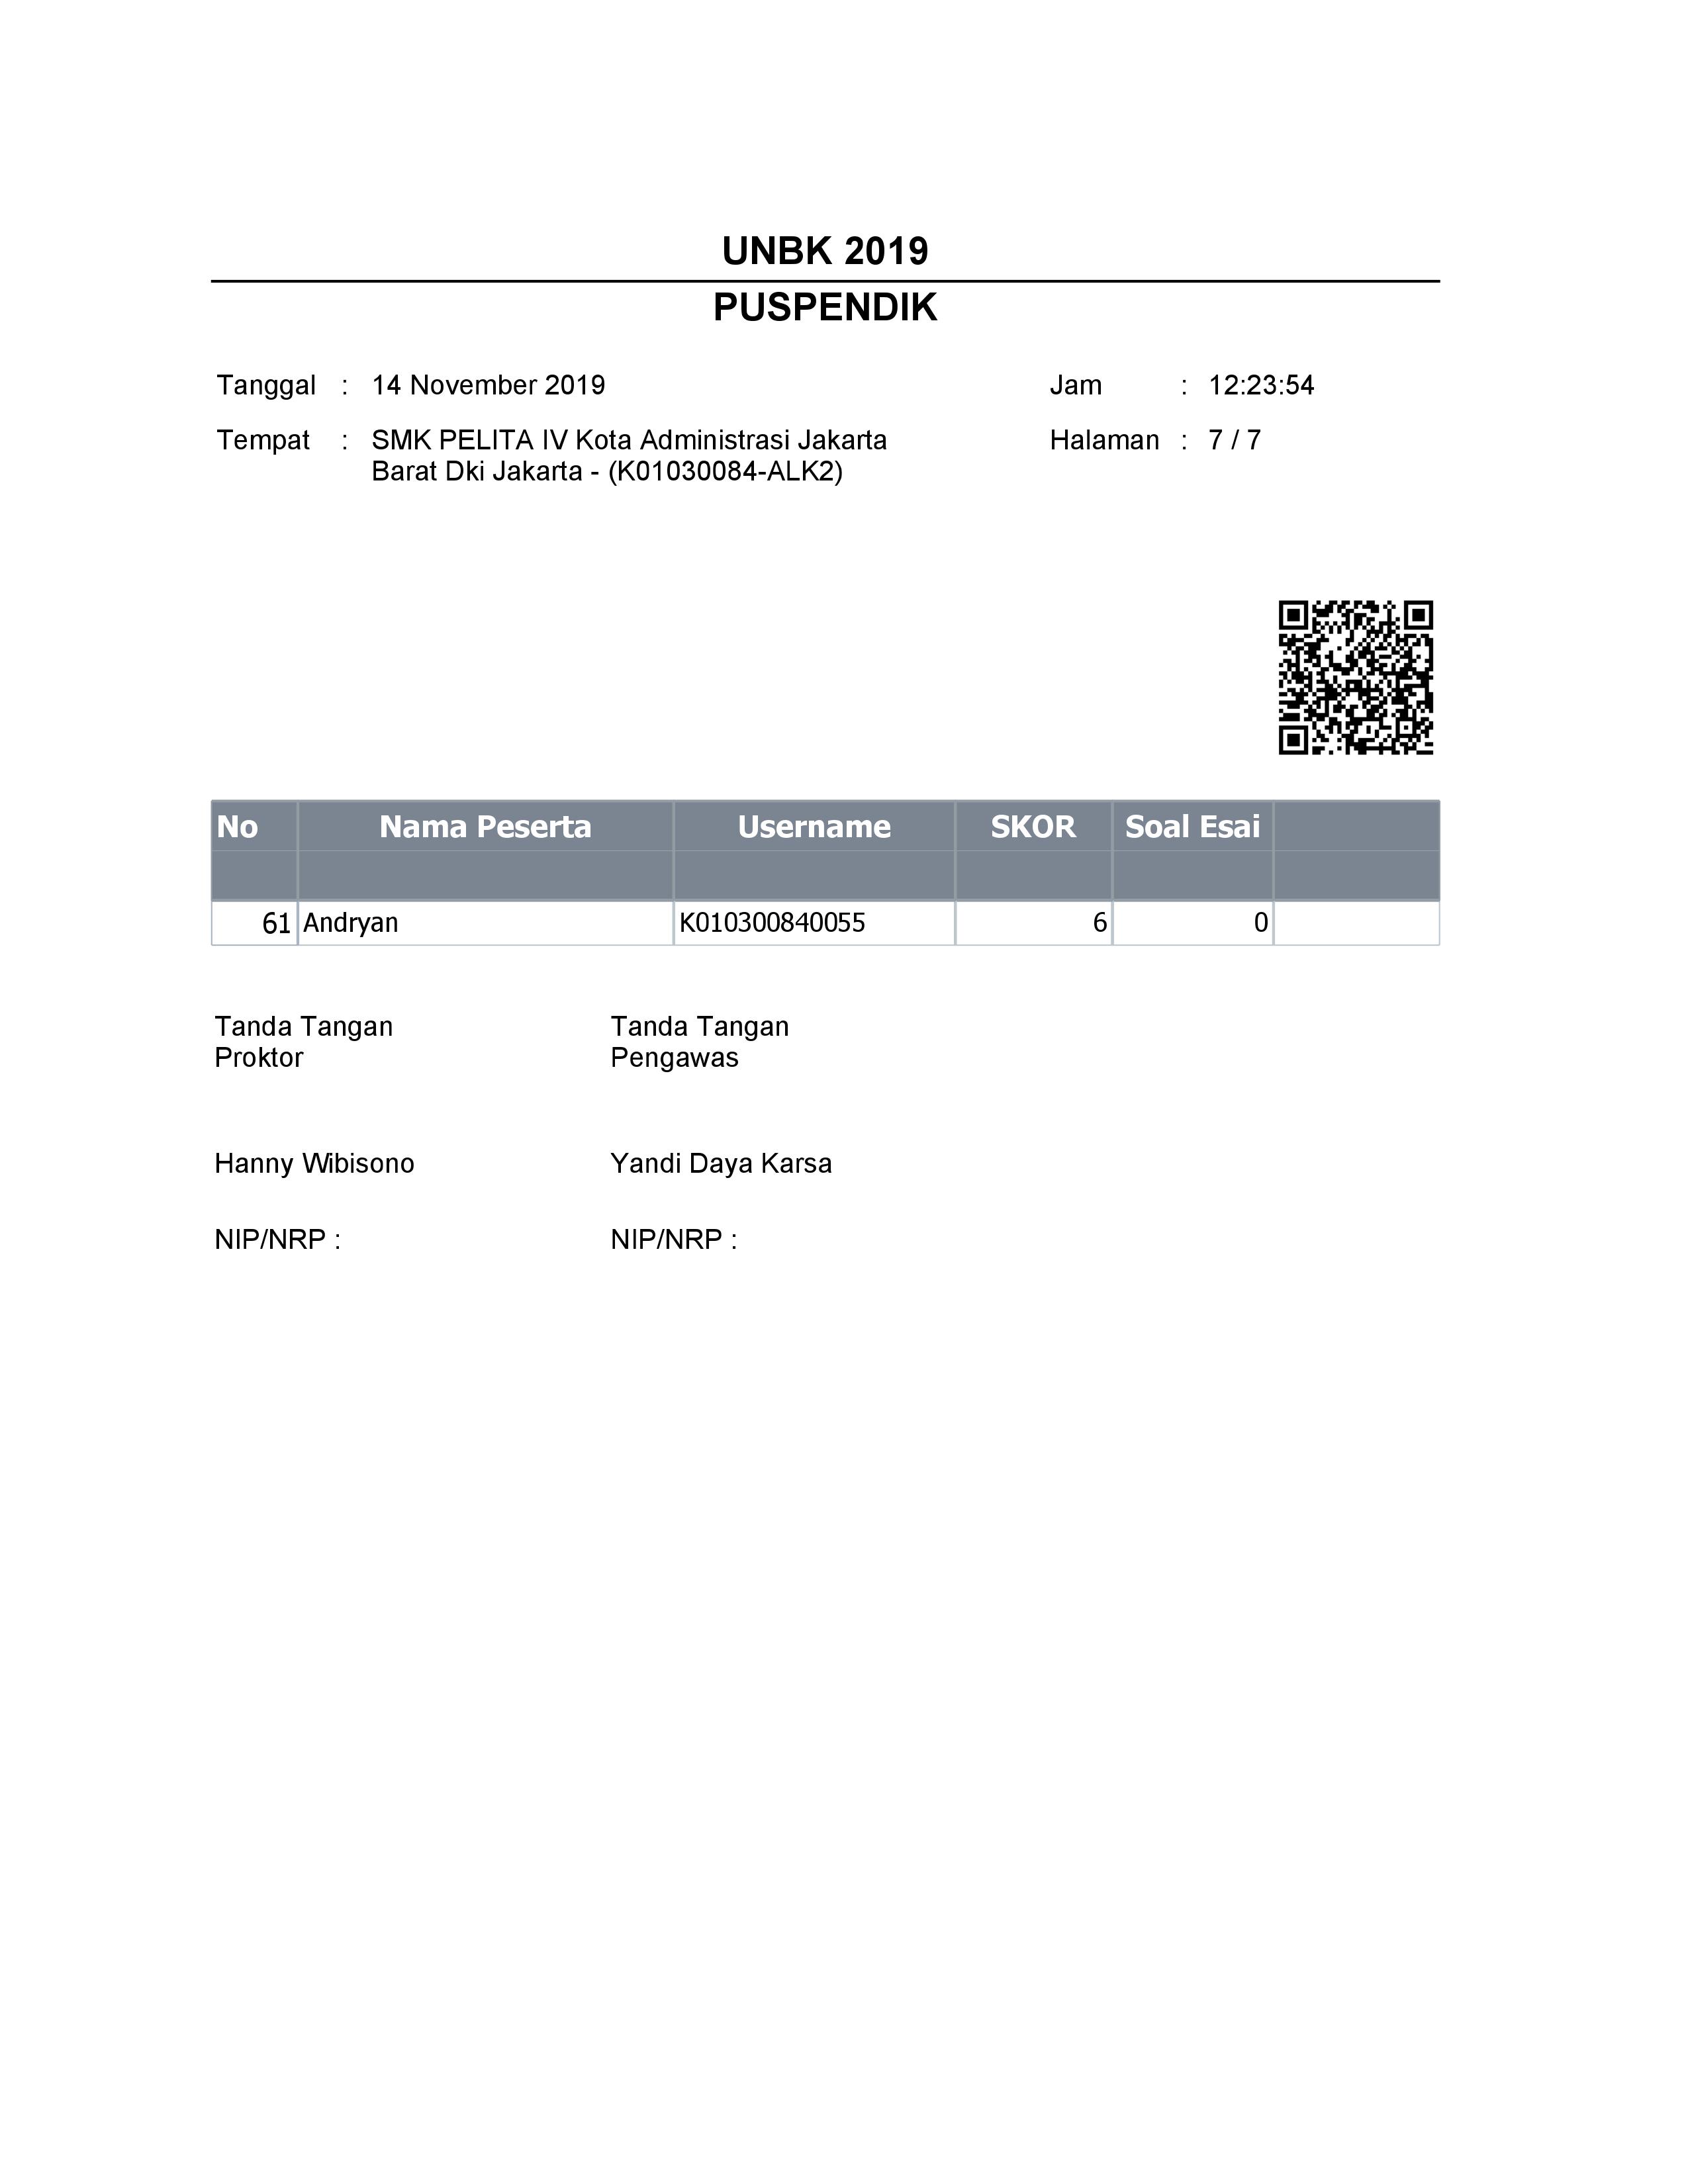 UNBK 2019
PUSPENDIK
Tanggal : 14 November 2019 Jam : 12:23:54
Tempat : SMK PELITA IV Kota Administrasi Jakarta Halaman : 7 / 7
Barat Dki Jakarta - (K01030084-ALK2)
No Nama Peserta Username SKOR Soal Esai
61 Andryan K010300840055 6 0
Tanda Tangan Tanda Tangan
Proktor Pengawas
Hanny Wibisono Yandi Daya Karsa
NIP/NRP : NIP/NRP :